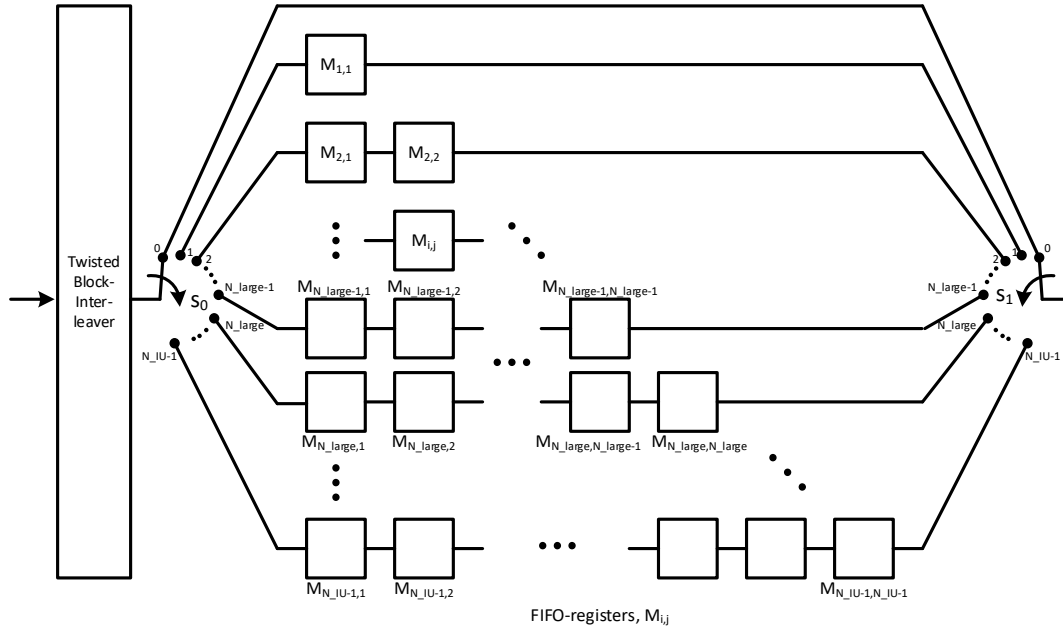 M1,1
M2,1 M2,2
Mi,j
Twisted
Block-
Inter-
leaver
0
1
2
S0
N_large-1
N_large
N_IU-1
MN_large-1,1 MN_large-1,2 MN_large-1,N_large-1
MN_large,1 MN_large,2 MN_large,N_large-1 MN_large,N_large
MN_IU-1,1 MN_IU-1,2 MN_IU-1,N_IU-1
2
1
0
N_large-1
S1
N_large
N_IU-1
FIFO-registers, Mi,j